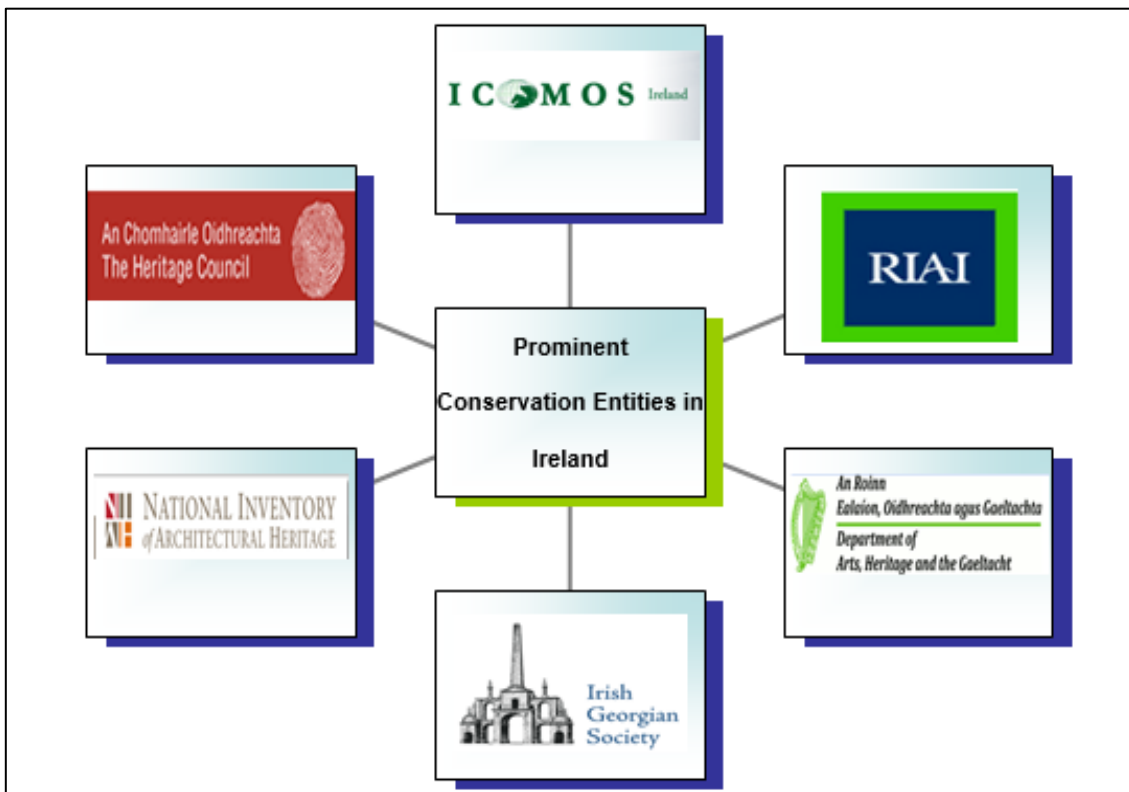 ICOMOS Ireland
An Chomhairle Oidhreachta
The Heritage Council
RIAI
Prominent
Conservation Entities in
Ireland
NATIONAL INVENTORY
of ARCHITECTURAL HERITAGE
An Roinn
Ealaíon, Oidhreachta agus Gaeltachta
Department of
Arts, Heritage and the Gaeltacht
Irish
Georgian
Society